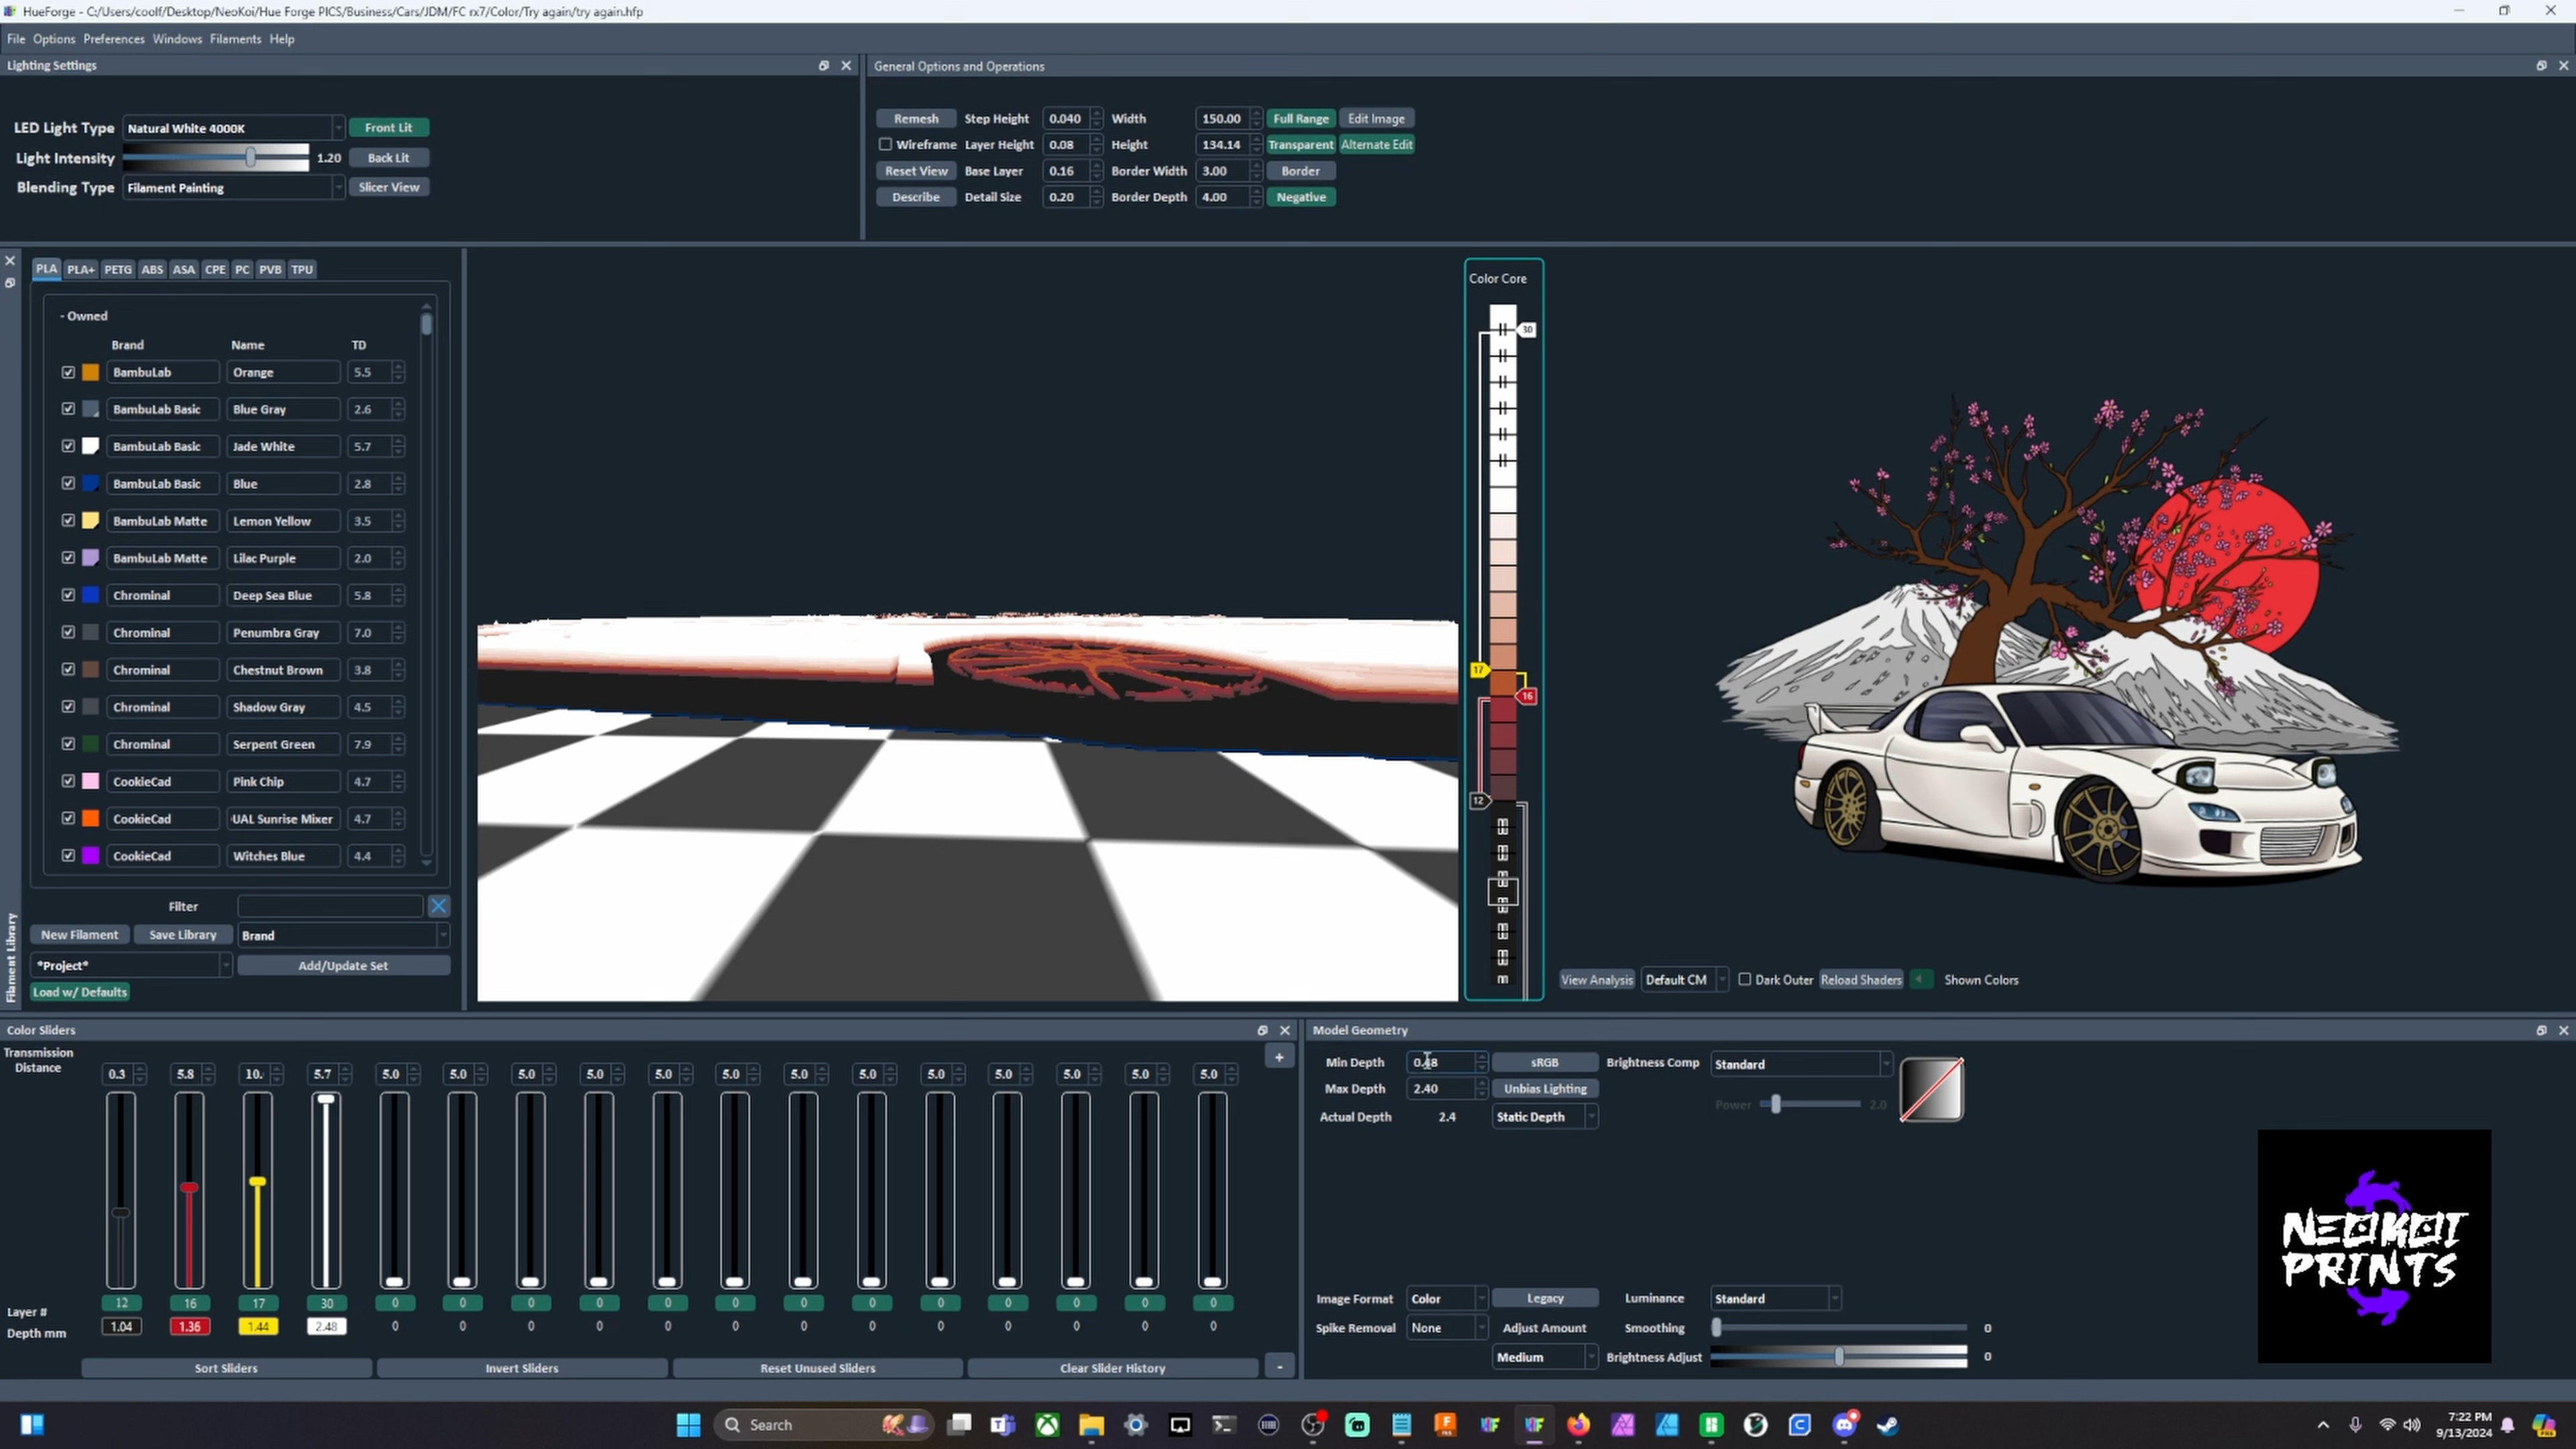 HueForge - C:/Users/coolf/Desktop/NeoKoi/Hue Forge PICS/Business/Cars/JDM/FC rx7/Color/Try again/try again.hfp
File Options Preferences Windows Filaments Help
Lighting Settings
LED Light Type Natural White 4000K Front Lit
Light Intensity 1.20 Back Lit
Blending Type Filament Painting Slicer View
General Options and Operations
Remesh Step Height 0.040 Width 150.00 Full Range Edit Image
Wireframe Layer Height 0.08 Height 134.14 Transparent Alternate Edit
Reset View Base Layer 0.16 Border Width 3.00 Border
Describe Detail Size 0.20 Border Depth 4.00 Negative
Filament Library
PLA PLA+ PETG ABS ASA CPE PC PVB TPU
- Owned
Brand Name TD
BambuLab Orange 5.5
BambuLab Basic Blue Gray 2.6
BambuLab Basic Jade White 5.7
BambuLab Basic Blue 2.8
BambuLab Matte Lemon Yellow 3.5
BambuLab Matte Lilac Purple 2.0
Chrominal Deep Sea Blue 5.8
Chrominal Penumbra Gray 7.0
Chrominal Chestnut Brown 3.8
Chrominal Shadow Gray 4.5
Chrominal Serpent Green 7.9
CookieCad Pink Chip 4.7
CookieCad UAL Sunrise Mixer 4.7
CookieCad Witches Blue 4.4
Filter
New Filament Save Library Brand
*Project* Add/Update Set
Load w/ Defaults
Color Core
30
17
16
12
View Analysis Default CM Dark Outer Reload Shaders Shown Colors
Color Sliders
Transmission Distance
0.3 5.8 10. 5.7 5.0 5.0 5.0 5.0 5.0 5.0 5.0 5.0 5.0 5.0 5.0 5.0 5.0
+
Layer # 12 16 17 30 0 0 0 0 0 0 0 0 0 0 0 0 0
Depth mm 1.04 1.36 1.44 2.48 0 0 0 0 0 0 0 0 0 0 0 0 0
Sort Sliders Invert Sliders Reset Unused Sliders Clear Slider History -
Model Geometry
Min Depth sRGB Brightness Comp Standard
Max Depth 2.40 Unbias Lighting Power 2.0
Actual Depth 2.4 Static Depth
Image Format Color Legacy Luminance Standard
Spike Removal None Adjust Amount Smoothing 0
Medium Brightness Adjust 0
NEOKOI
PRINTS
Search
7:22 PM
9/13/2024